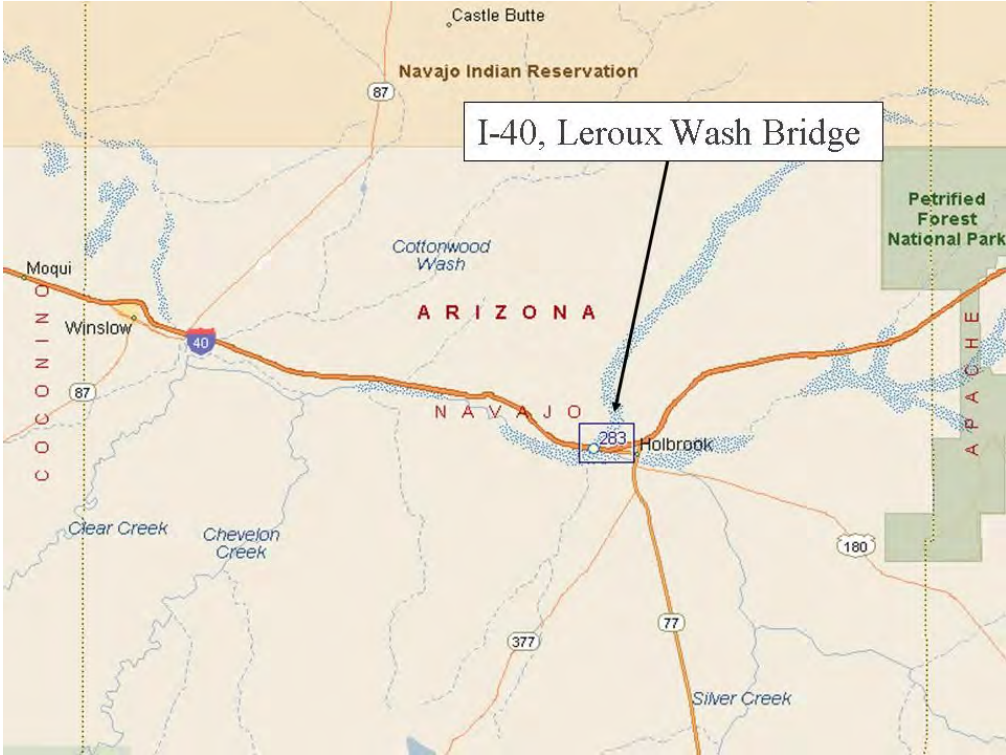 Castle Butte
Navajo Indian Reservation
87
I-40, Leroux Wash Bridge
Petrified
Forest
National Park
Cottonwood
Wash
Moqui
ARIZONA
Winslow
40
COCONINO
87
NAVAJO
APACHE
283
Holbrook
Clear Creek
Chevelon
Creek
180
377
77
Silver Creek